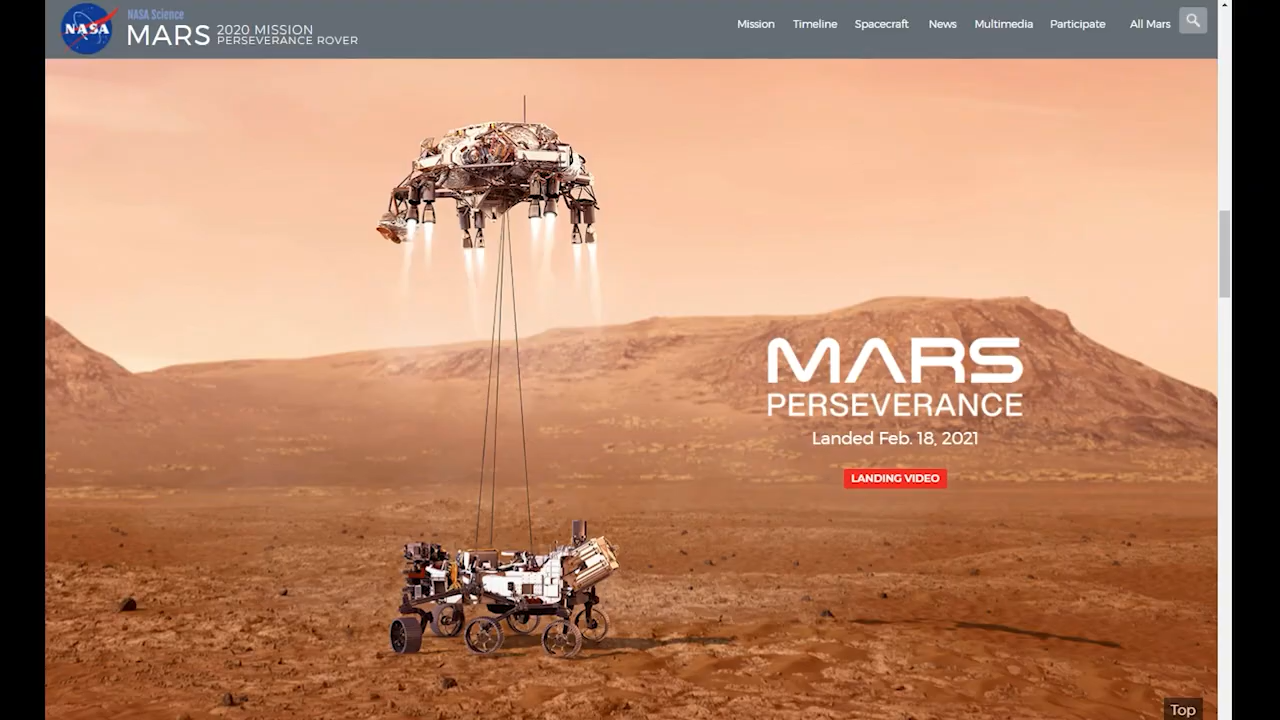 NASA
NASA Science
MARS
2020 MISSION
PERSEVERANCE ROVER
Mission
Timeline
Spacecraft
News
Multimedia
Participate
All Mars
MARS
PERSEVERANCE
Landed Feb. 18, 2021
LANDING VIDEO
Top